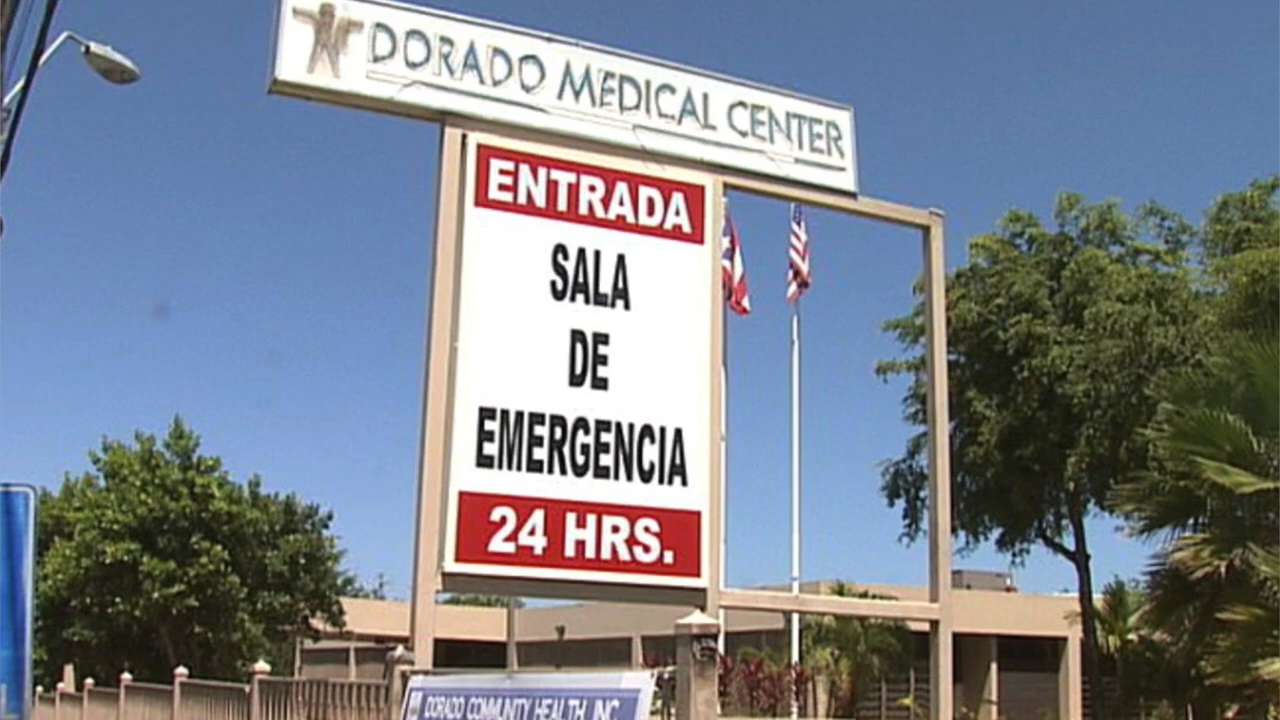 DORADO MEDICAL CENTER
ENTRADA
SALA
DE
EMERGENCIA
24 HRS.
DORADO COMMUNITY HEALTH, INC.